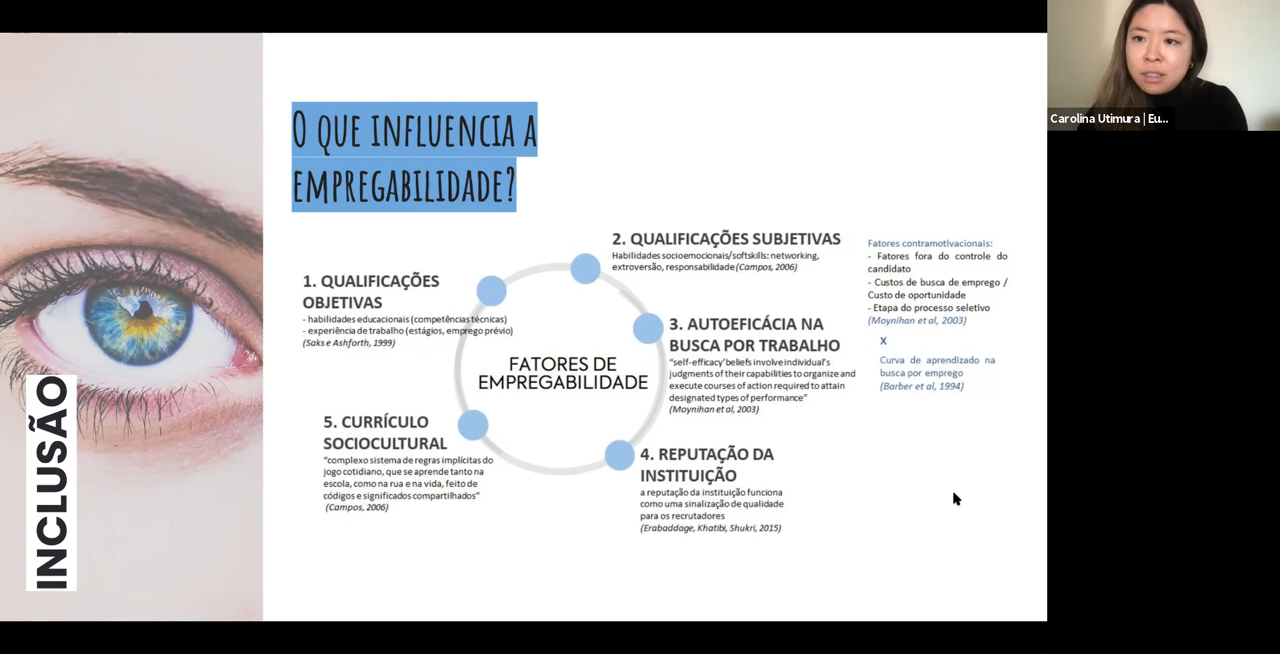 O QUE INFLUENCIA A
EMPREGABILIDADE?
INCLUSÃO
FATORES DE
EMPREGABILIDADE
1. QUALIFICAÇÕES
OBJETIVAS
- habilidades educacionais (competências técnicas)
- experiência de trabalho (estágios, emprego prévio)
(Saks e Ashforth, 1999)
2. QUALIFICAÇÕES SUBJETIVAS
Habilidades socioemocionais/softskills: networking,
extroversão, responsabilidade (Campos, 2006)
3. AUTOEFICÁCIA NA
BUSCA POR TRABALHO
"self-efficacy'beliefs involve individual's
judgments of their capabilities to organize and
execute courses of action required to attain
designated types of performance"
(Moynihan et al, 2003)
4. REPUTAÇÃO DA
INSTITUIÇÃO
a reputação da instituição funciona
como uma sinalização de qualidade
para os recrutadores
(Erabaddage, Khatibi, Shukri, 2015)
5. CURRÍCULO
SOCIOCULTURAL
"complexo sistema de regras implícitas do
jogo cotidiano, que se aprende tanto na
escola, como na rua e na vida, feito de
códigos e significados compartilhados"
(Campos, 2006)
Fatores contramotivacionais:
- Fatores fora do controle do
candidato
- Custos de busca de emprego /
Custo de oportunidade
- Etapa do processo seletivo
(Moynihan et al, 2003)
X
Curva de aprendizado na
busca por emprego
(Barber et al, 1994)
Carolina Utimura | Eu...